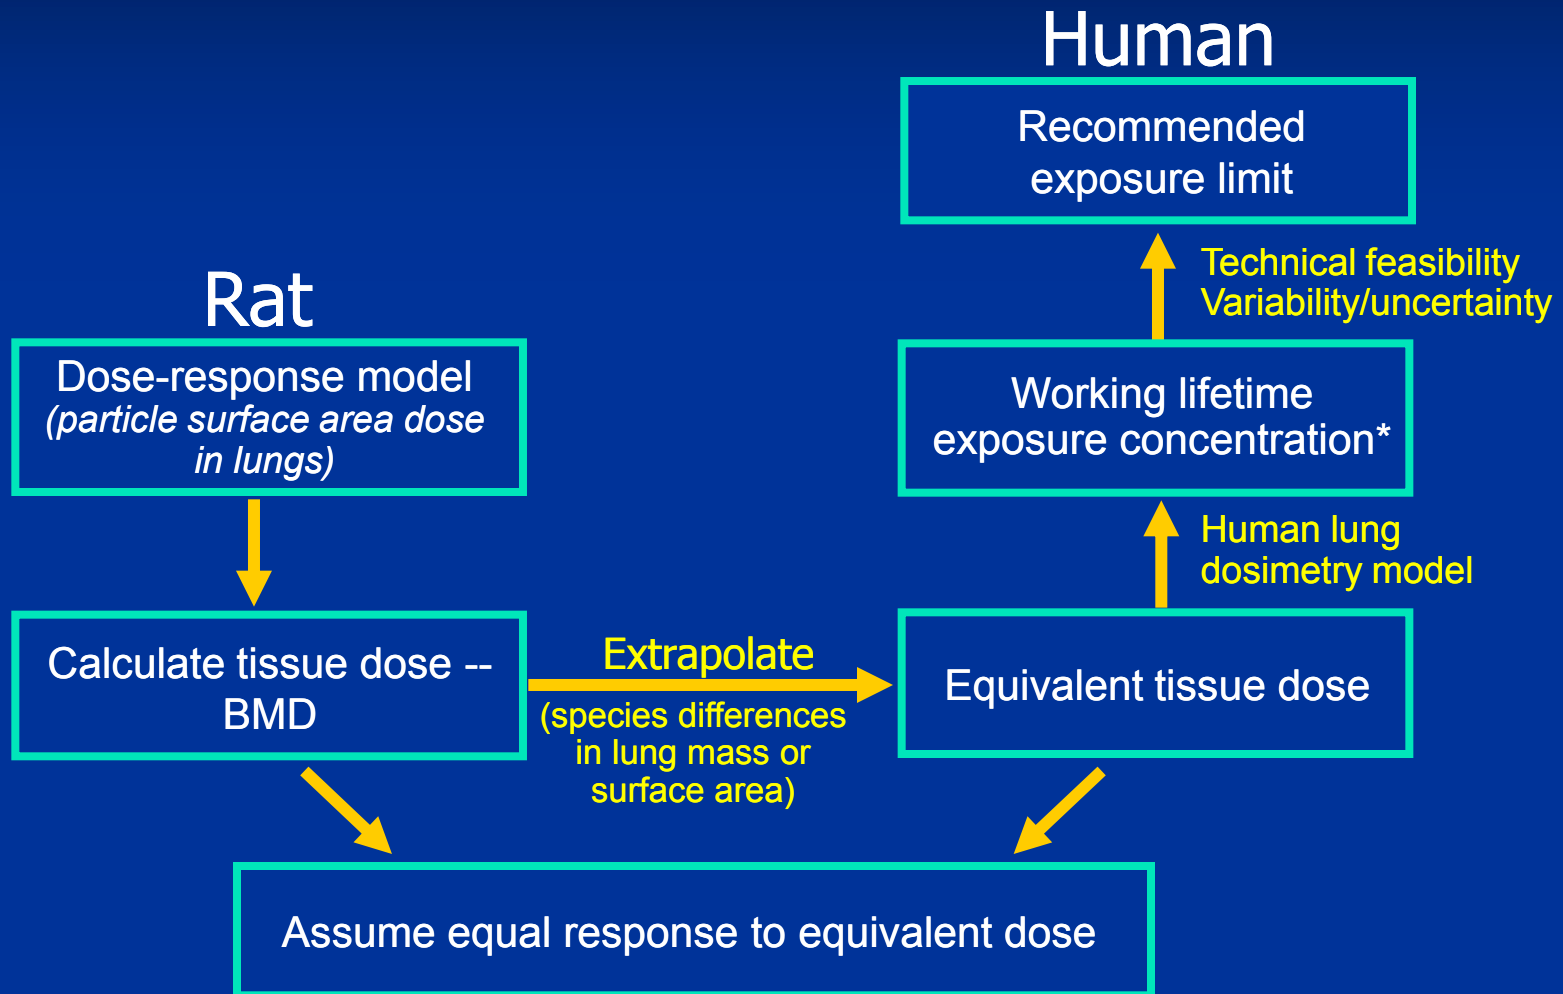 Human
Recommended
exposure limit
Technical feasibility
Variability/uncertainty
Rat
Dose-response model
(particle surface area dose
in lungs)
Working lifetime
exposure concentration*
Human lung
dosimetry model
Calculate tissue dose --
BMD
Extrapolate
(species differences
in lung mass or
surface area)
Equivalent tissue dose
Assume equal response to equivalent dose